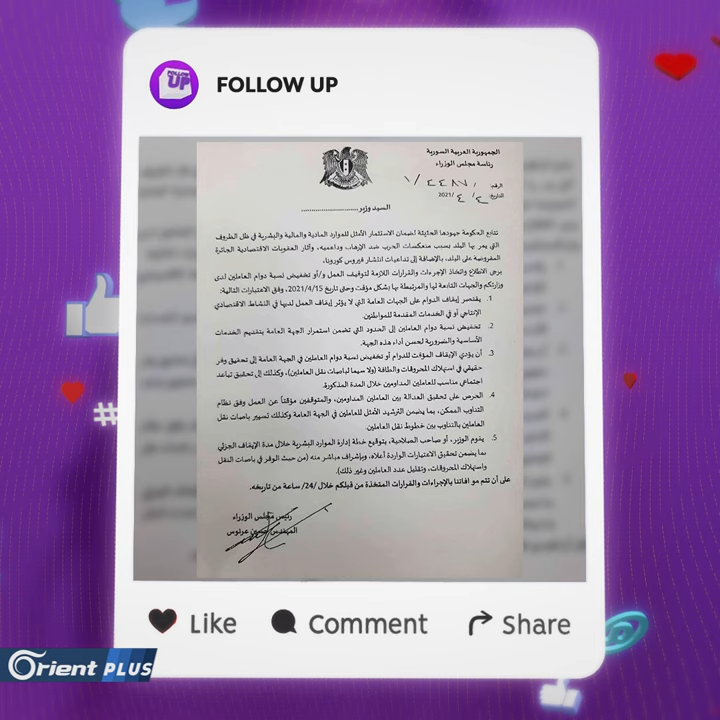 FOLLOW UP
الجمهورية العربية السورية
رئاسة مجلس الوزراء
الرقم:
التاريخ: ٤ / ٤ /2021
السيد وزير ................................
تتابع الحكومة جهودها الحثيثة لضمان الاستثمار الأمثل للموارد المادية والمالية والبشرية في ظل الظروف
التي يمر بها البلد بسبب منعكسات الحرب ضد الإرهاب وداعميه، وآثار العقوبات الاقتصادية الجائرة
المفروضة على البلد، بالإضافة إلى تداعيات انتشار فيروس كورونا،
يرجى الاطلاع واتخاذ الإجراءات والقرارات اللازمة لتوقيف العمل و/أو تخفيض نسبة دوام العاملين لدى
وزارتكم والجهات التابعة لها والمرتبطة بها بشكل مؤقت وحتى تاريخ 2021/4/15، وفق الاعتبارات التالية:
1. يقتصر إيقاف الدوام على الجهات العامة التي لا يؤثر إيقاف العمل لديها في النشاط الاقتصادي
الإنتاجي أو في الخدمات المقدمة للمواطنين.
2. تخفيض نسبة دوام العاملين إلى الحدود التي تضمن استمرار الجهة العامة بتقديم الخدمات
الأساسية والضرورية لحسن أداء هذه الجهة.
3. أن يؤدي الإيقاف المؤقت للدوام أو تخفيض نسبة دوام العاملين في الجهة العامة إلى تحقيق وفر
حقيقي في استهلاك المحروقات والطاقة (ولا سيما لباصات نقل العاملين)، وكذلك إلى تحقيق تباعد
اجتماعي مناسب للعاملين المداومين خلال المدة المذكورة.
4. الحرص على تحقيق العدالة بين العاملين المداومين، والمتوقفين مؤقتاً عن العمل وفق نظام
التناوب الممكن، بما يضمن الترشيد الأمثل للعاملين في الجهة العامة وكذلك تسيير باصات نقل
العاملين بالتناوب بين خطوط نقل العاملين.
5. يقوم الوزير، أو صاحب الصلاحية، بتوقيع خطة إدارة الموارد البشرية خلال مدة الإيقاف الجزئي
بما يضمن تحقيق الاعتبارات الواردة أعلاه، وبإشراف مباشر منه (من حيث الوفر في باصات النقل
واستهلاك المحروقات، وتقليل عدد العاملين وغير ذلك).
على أن تتم موافاتنا بالإجراءات والقرارات المتخذة من قبلكم خلال /24/ ساعة من تاريخه.
رئيس مجلس الوزراء
المهندس حسين عرنوس
Like Comment Share
Orient PLUS